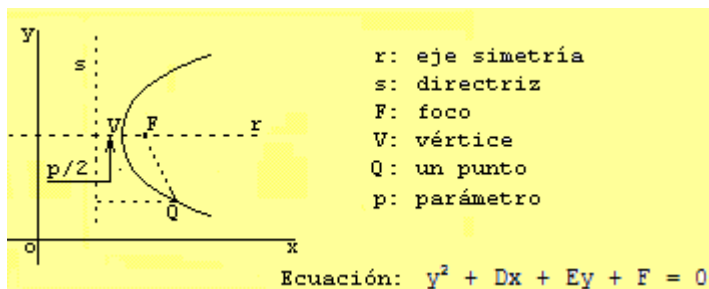 y
s
V
F
r
p/2
Q
o
x
r: eje simetría
s: directriz
F: foco
V: vértice
Q: un punto
p: parámetro
Ecuación: y² + Dx + Ey + F = 0